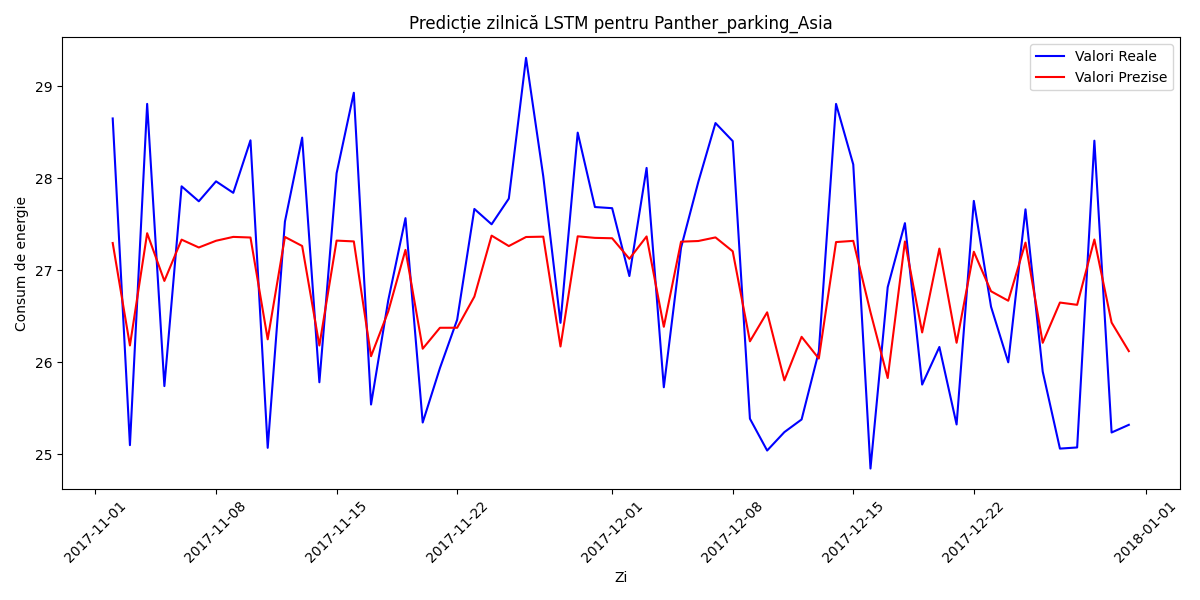 Predicție zilnică LSTM pentru Panther_parking_Asia
Valori Reale
Valori Prezise
Consum de energie
29
28
27
26
25
2017-11-01
2017-11-08
2017-11-15
2017-11-22
2017-12-01
2017-12-08
2017-12-15
2017-12-22
2018-01-01
Zi